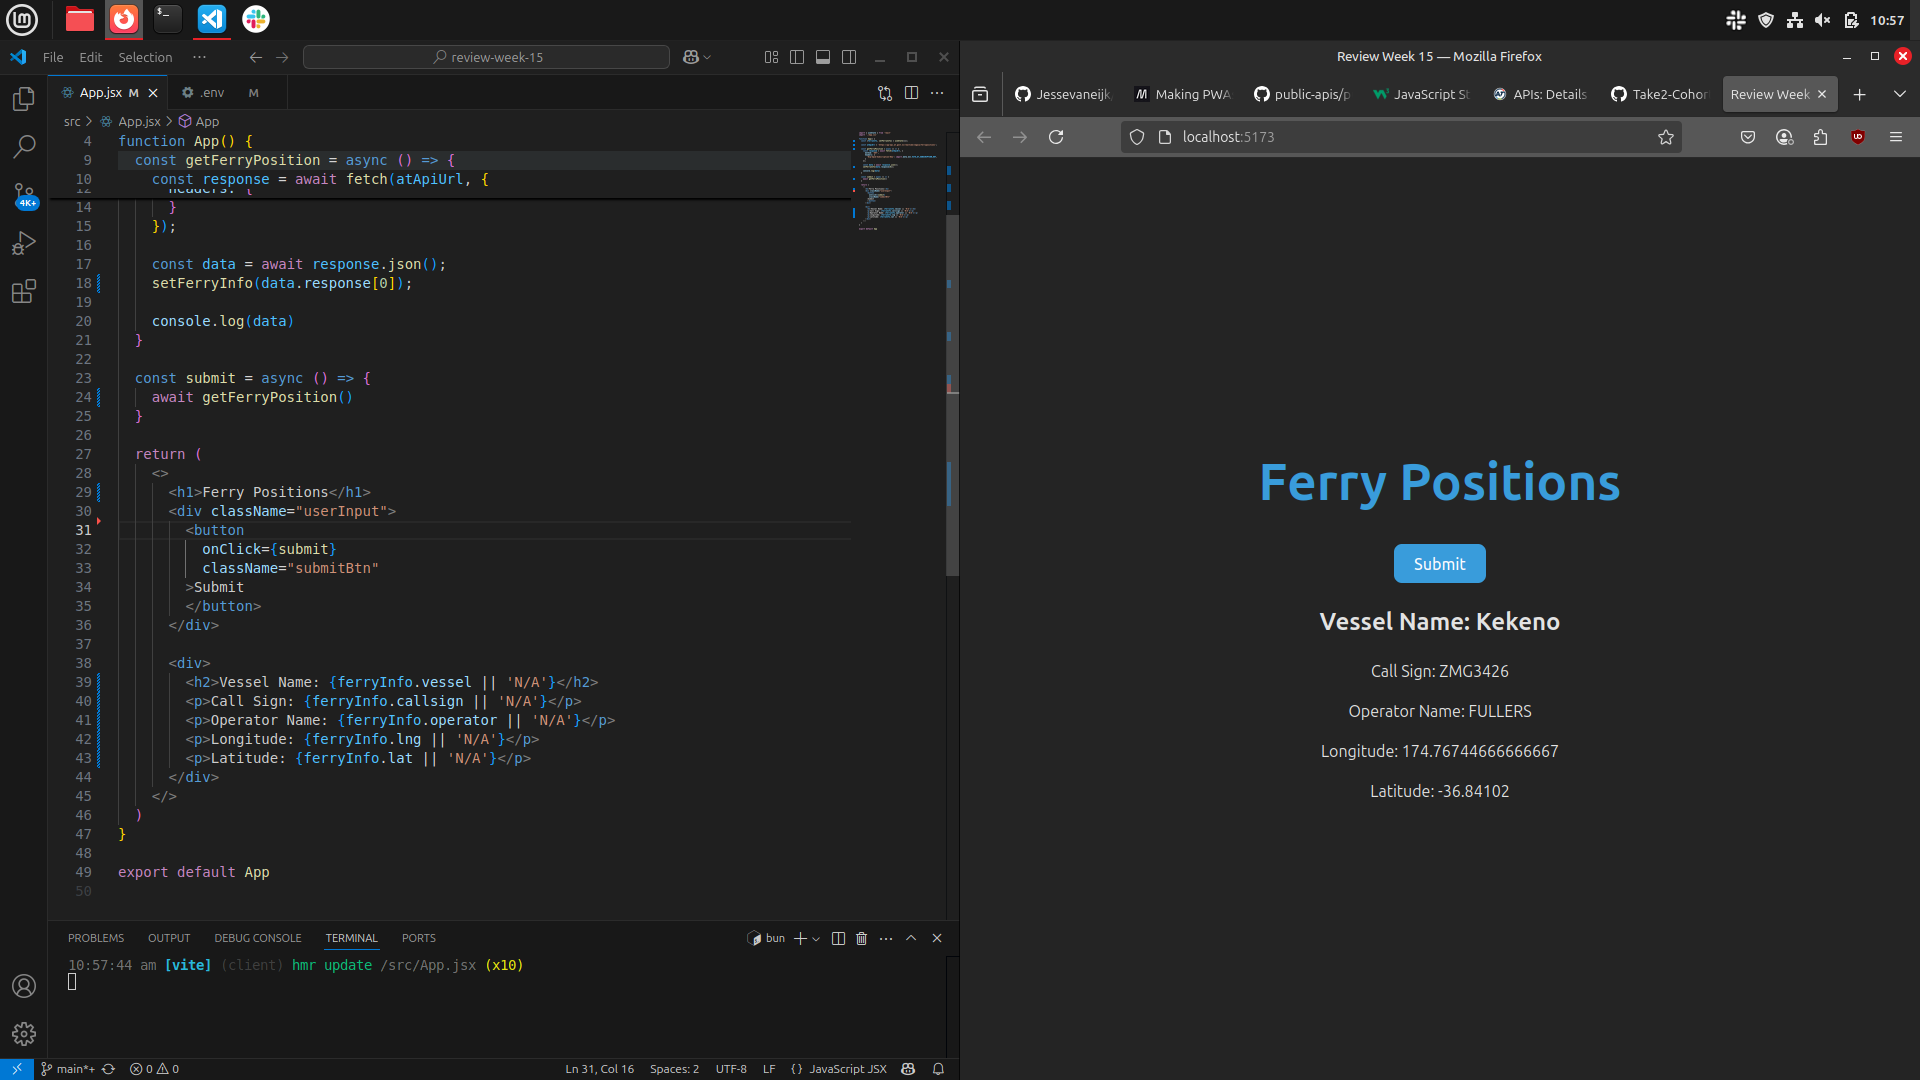 10:57
File Edit Selection ···
review-week-15
App.jsx M
.env M
src > App.jsx > App
4 function App() {
9 const getFerryPosition = async () => {
10 const response = await fetch(atApiUrl, {
12 headers: {
14 }
15 });
16
17 const data = await response.json();
18 setFerryInfo(data.response[0]);
19
20 console.log(data)
21 }
22
23 const submit = async () => {
24 await getFerryPosition()
25 }
26
27 return (
28 <>
29 <h1>Ferry Positions</h1>
30 <div className="userInput">
31 <button
32 onClick={submit}
33 className="submitBtn"
34 >Submit
35 </button>
36 </div>
37
38 <div>
39 <h2>Vessel Name: {ferryInfo.vessel || 'N/A'}</h2>
40 <p>Call Sign: {ferryInfo.callsign || 'N/A'}</p>
41 <p>Operator Name: {ferryInfo.operator || 'N/A'}</p>
42 <p>Longitude: {ferryInfo.lng || 'N/A'}</p>
43 <p>Latitude: {ferryInfo.lat || 'N/A'}</p>
44 </div>
45 </>
46 )
47 }
48
49 export default App
50
4K+
PROBLEMS OUTPUT DEBUG CONSOLE TERMINAL PORTS
bun
10:57:44 am [vite] (client) hmr update /src/App.jsx (x10)
main*+ 0 0
Ln 31, Col 16 Spaces: 2 UTF-8 LF {} JavaScript JSX
Review Week 15 — Mozilla Firefox
Jessevaneijk
Making PWA
public-apis/p
JavaScript St
APIs: Details
Take2-Cohor
Review Week
localhost:5173
Ferry Positions
Submit
Vessel Name: Kekeno
Call Sign: ZMG3426
Operator Name: FULLERS
Longitude: 174.76744666666667
Latitude: -36.84102